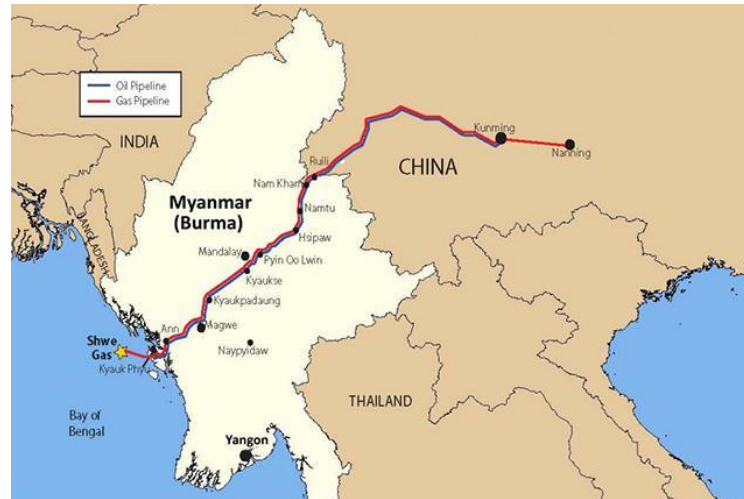 Oil Pipeline
Gas Pipeline
INDIA
BANGLADESH
CHINA
Kunming
Nanning
Ruili
Nam Kham
Myanmar
(Burma)
Namtu
Hsipaw
Mandalay
Pyin Oo Lwin
Kyaukse
Kyaukpadaung
Magwe
Ann
Shwe
Gas
Kyauk Phyu
Naypyidaw
Bay of
Bengal
THAILAND
Yangon